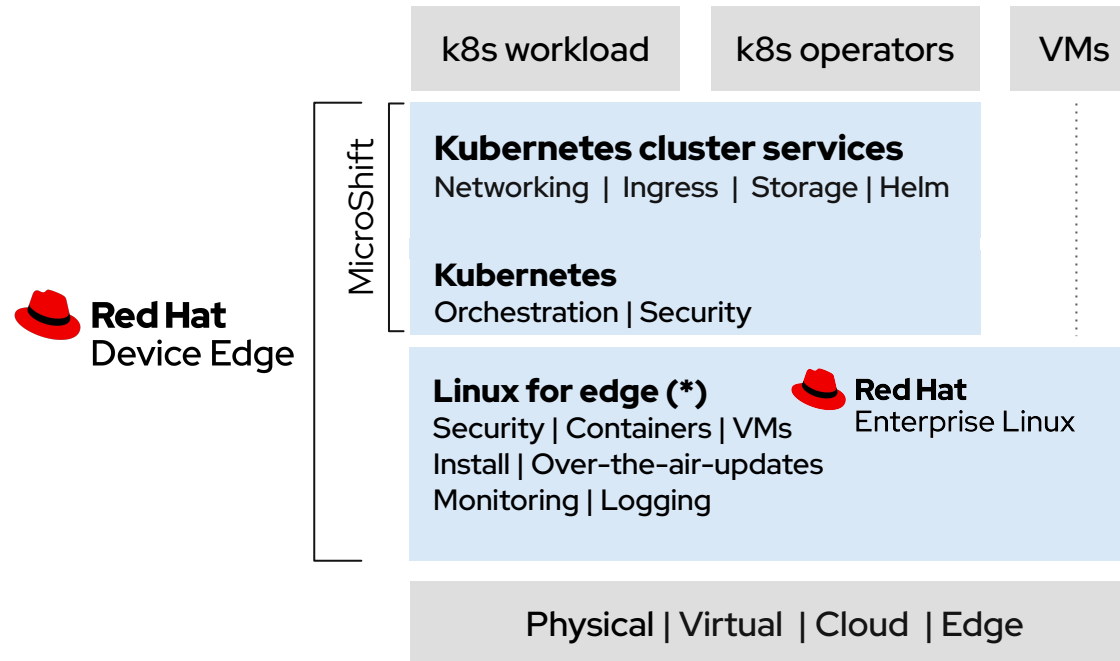 k8s workload
k8s operators
VMs
MicroShift
Kubernetes cluster services
Networking | Ingress | Storage | Helm
Kubernetes
Orchestration | Security
Red Hat
Device Edge
Linux for edge (*)
Security | Containers | VMs
Install | Over-the-air-updates
Monitoring | Logging
Red Hat
Enterprise Linux
Physical | Virtual | Cloud | Edge